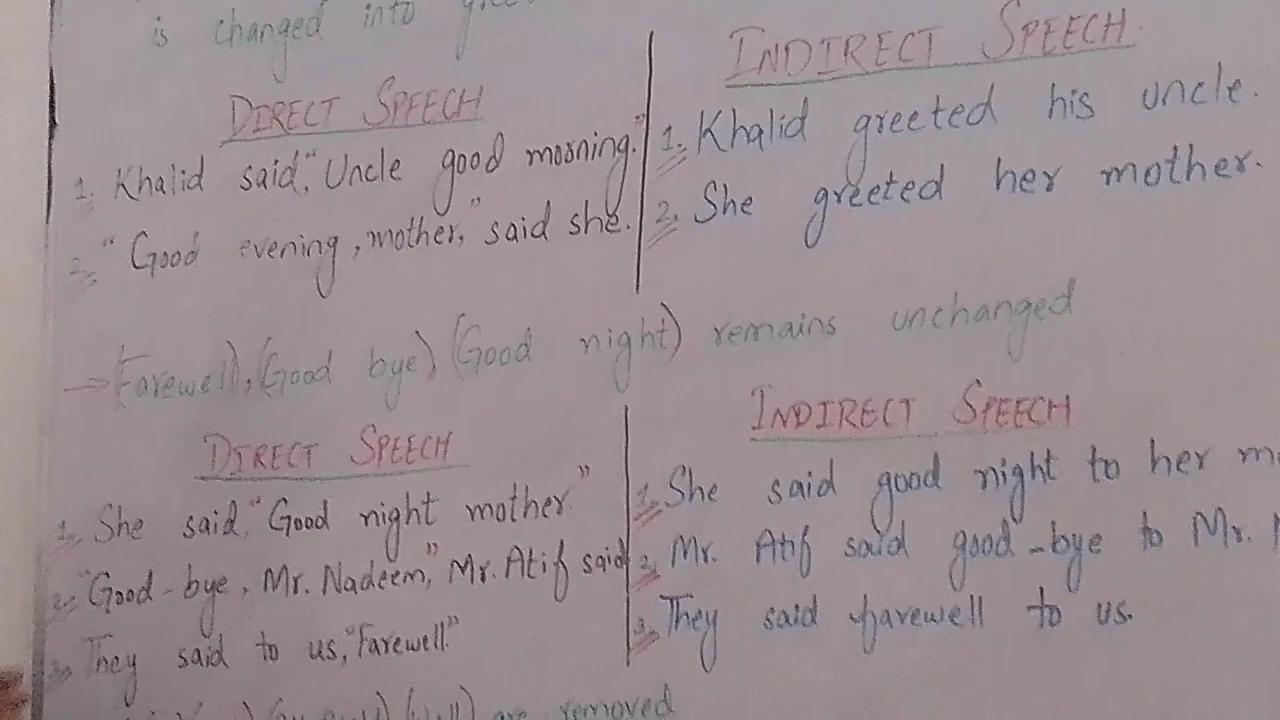 is changed into
DIRECT SPEECH
1. Khalid said, "Uncle good morning."
2. "Good evening, mother," said she.
INDIRECT SPEECH
1. Khalid greeted his uncle.
2. She greeted her mother.
→ (Farewell), (Good bye) (Good night) remains unchanged
DIRECT SPEECH
1. She said, "Good night mother"
2. "Good-bye, Mr. Nadeem," Mr. Atif said
3. They said to us, "Farewell."
INDIRECT SPEECH
1. She said good night to her
2. Mr. Atif said good-bye to Mr.
3. They said farewell to us.
are removed